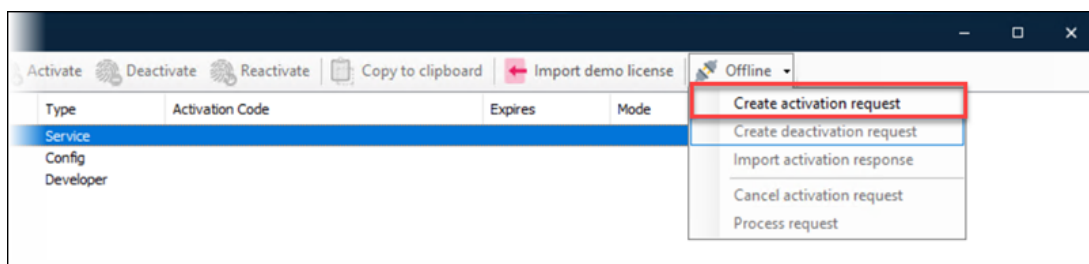 Activate Deactivate Reactivate Copy to clipboard Import demo license Offline
Type Activation Code Expires Mode
Create activation request
Service
Create deactivation request
Config
Import activation response
Developer
Cancel activation request
Process request